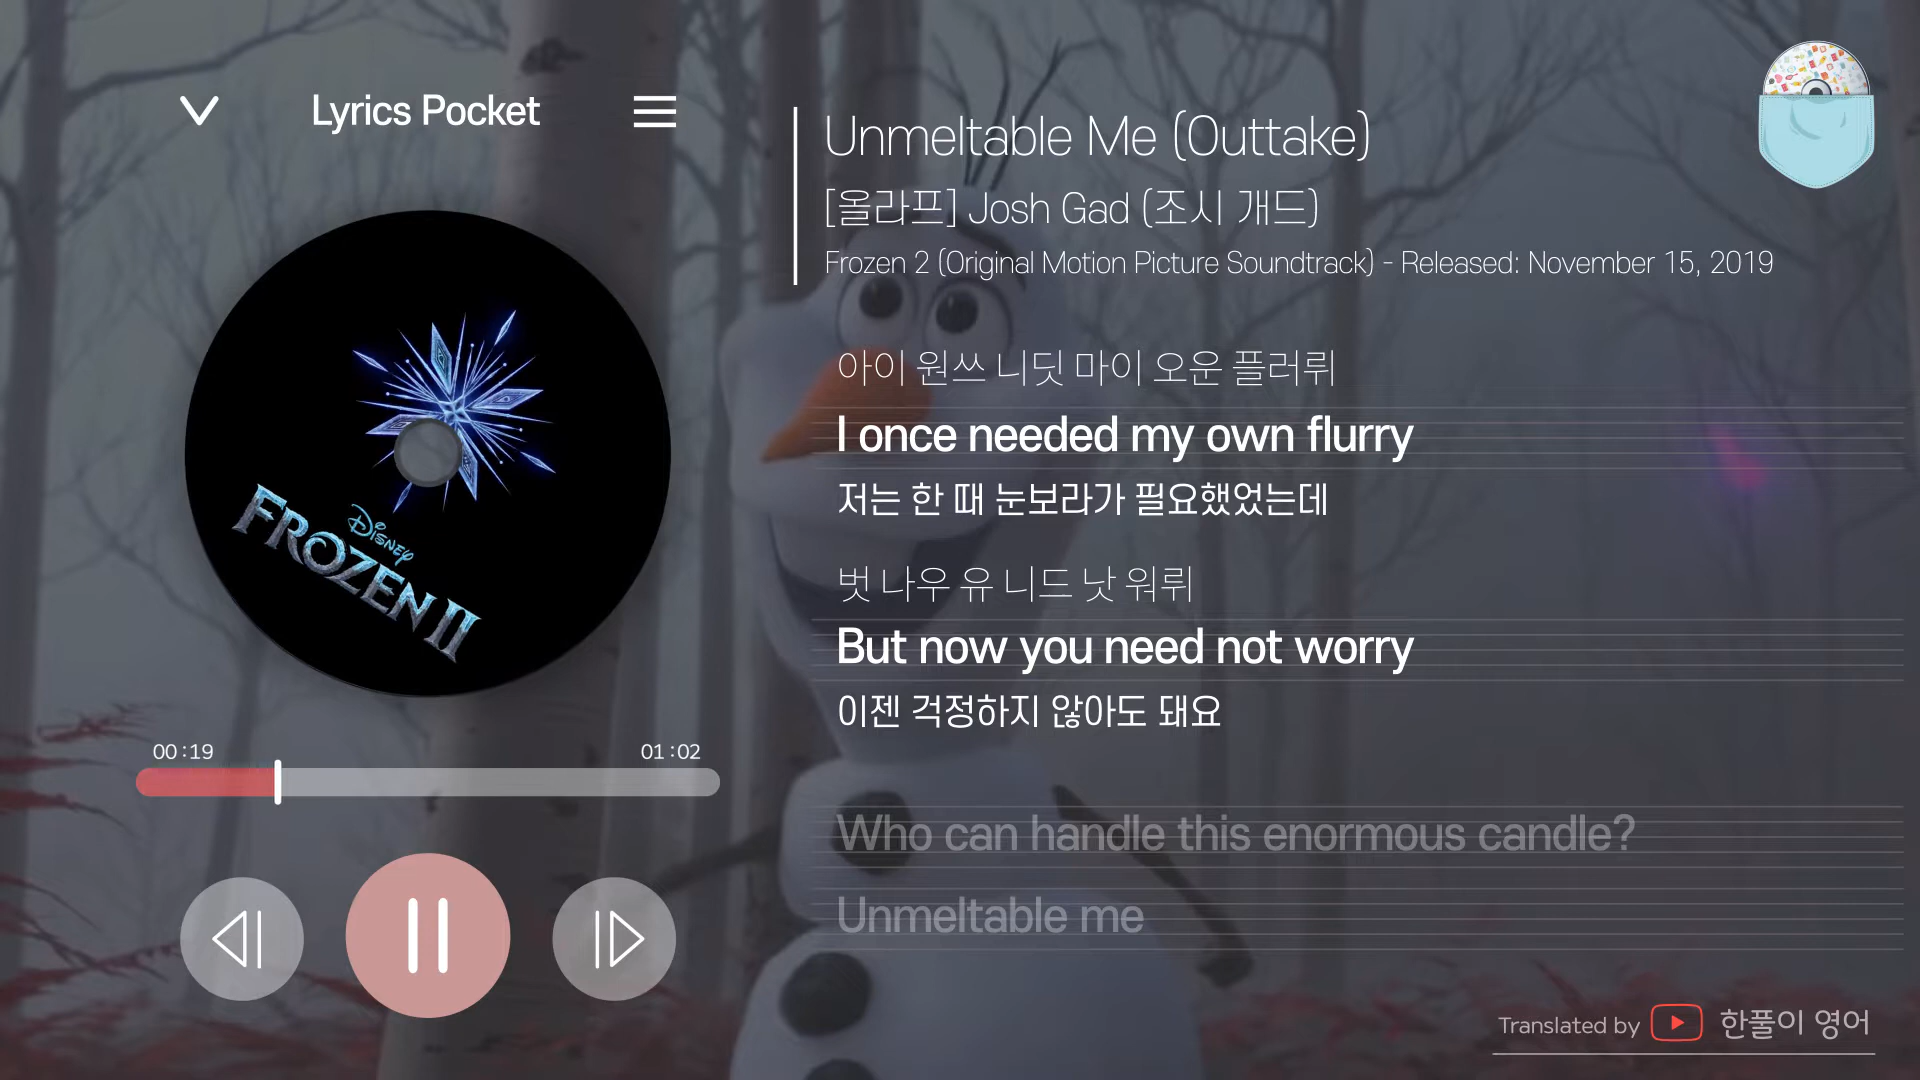 Lyrics Pocket
DISNEY
FROZEN II
00:19
01:02
Unmeltable Me (Outtake)
[올라프] Josh Gad (조시 개드)
Frozen 2 (Original Motion Picture Soundtrack) - Released: November 15, 2019
아이 원쓰 니딧 마이 오운 플러뤼
I once needed my own flurry
저는 한 때 눈보라가 필요했었는데
벗 나우 유 니드 낫 워뤼
But now you need not worry
이젠 걱정하지 않아도 돼요
Who can handle this enormous candle?
Unmeltable me
Translated by 한풀이 영어